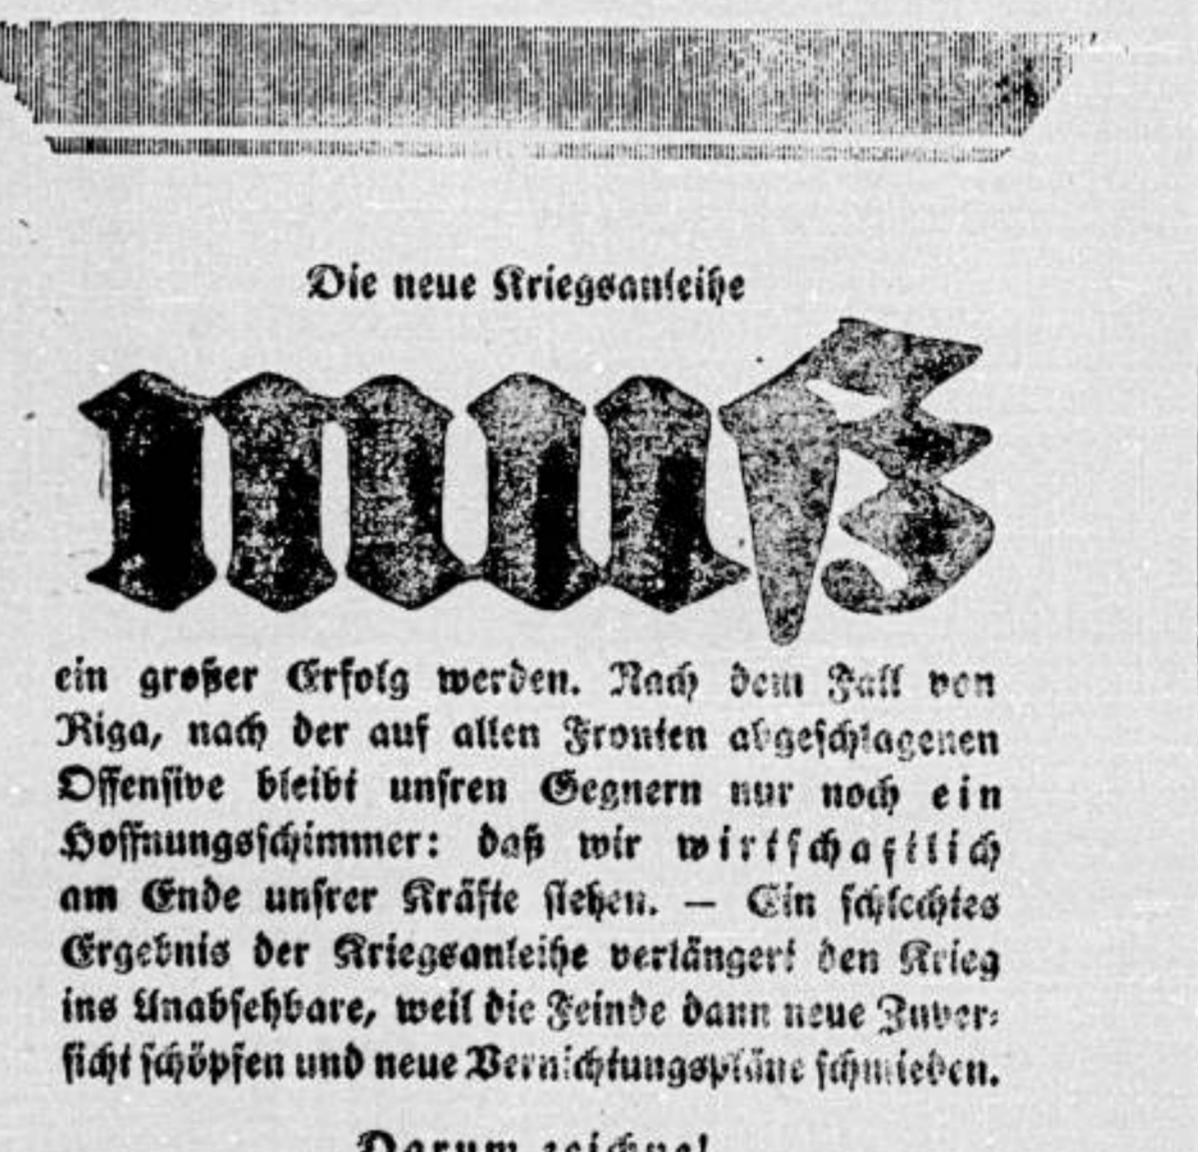 Die neue Kriegsanleihe
muß
ein großer Erfolg werden. Nach dem Fall von
Riga, nach der auf allen Fronten abgeschlagenen
Offensive bleibt unsren Gegnern nur noch ein
Hoffnungsschimmer: daß wir wirtschaftlich
am Ende unsrer Kräfte stehen. — Ein schlechtes
Ergebnis der Kriegsanleihe verlängert den Krieg
ins Unabsehbare, weil die Feinde dann neue Zuver-
sicht schöpfen und neue Vernichtungspläne schmieden.
Darum zeichne!